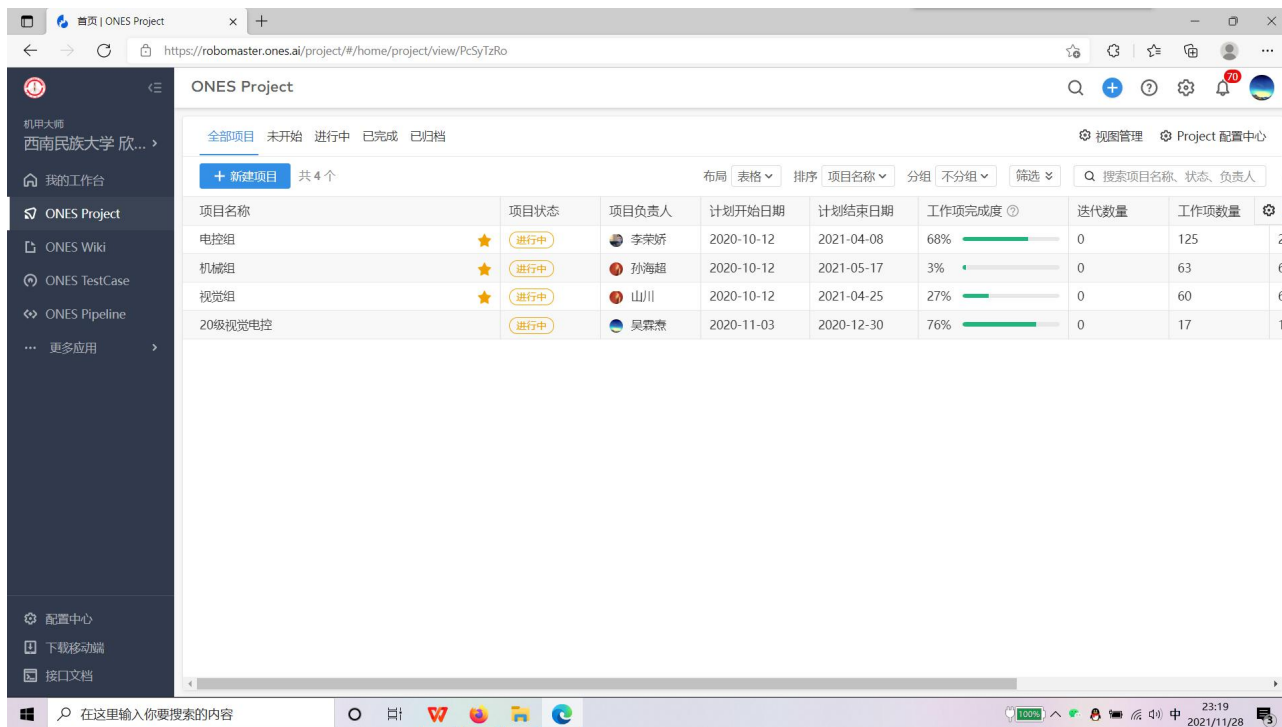 首页 | ONES Project
https://robomaster.ones.ai/project/#/home/project/view/PcSyTzRo
ONES Project
70
机甲大师
西南民族大学 欣...
全部项目 未开始 进行中 已完成 已归档
视图管理 Project 配置中心
我的工作台
ONES Project
ONES Wiki
ONES TestCase
ONES Pipeline
更多应用
+ 新建项目 共 4 个 布局 表格 排序 项目名称 分组 不分组 筛选 搜索项目名称、状态、负责人
项目名称 项目状态 项目负责人 计划开始日期 计划结束日期 工作项完成度 迭代数量 工作项数量
电控组 进行中 李荣娇 2020-10-12 2021-04-08 68% 0 125
机械组 进行中 孙海超 2020-10-12 2021-05-17 3% 0 63
视觉组 进行中 山川 2020-10-12 2021-04-25 27% 0 60
20级视觉电控 进行中 2020-11-03 2020-12-30 76% 0 17
配置中心
下载移动端
接口文档
在这里输入你要搜索的内容
100% 中 23:19
2021/11/28